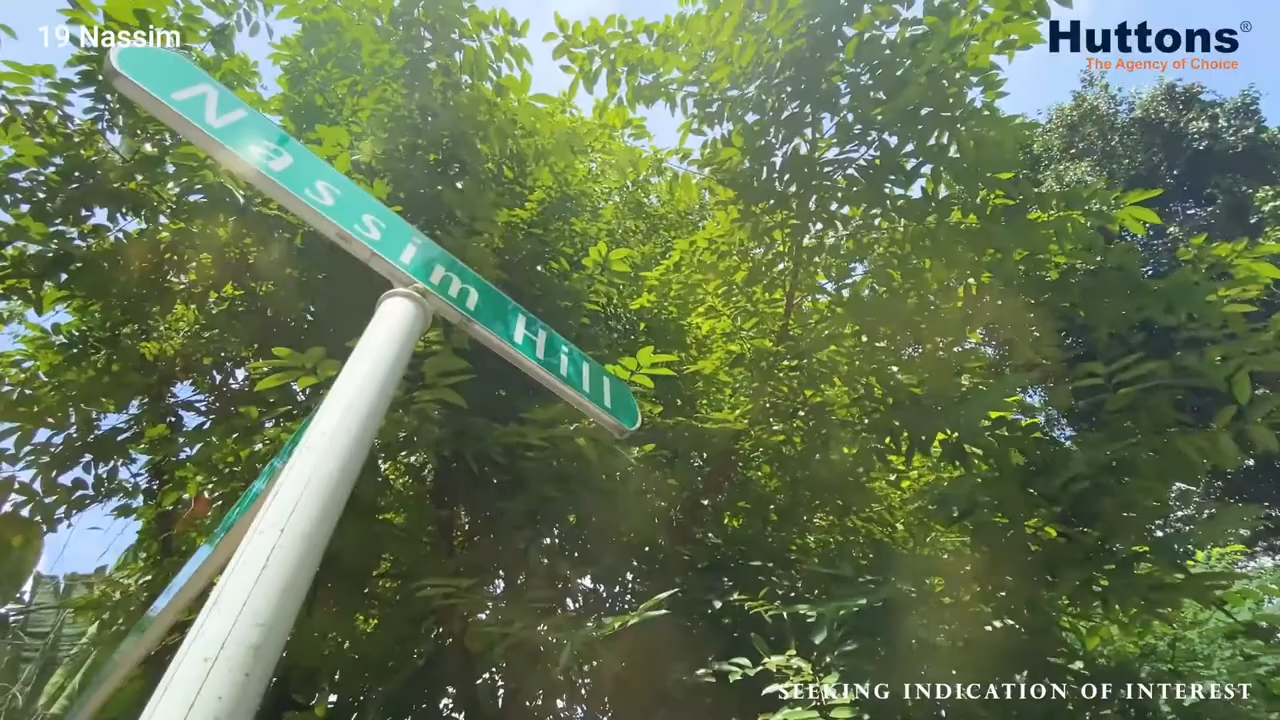 19 Nassim
Huttons®
The Agency of Choice
Nassim Hill
SEEKING INDICATION OF INTEREST